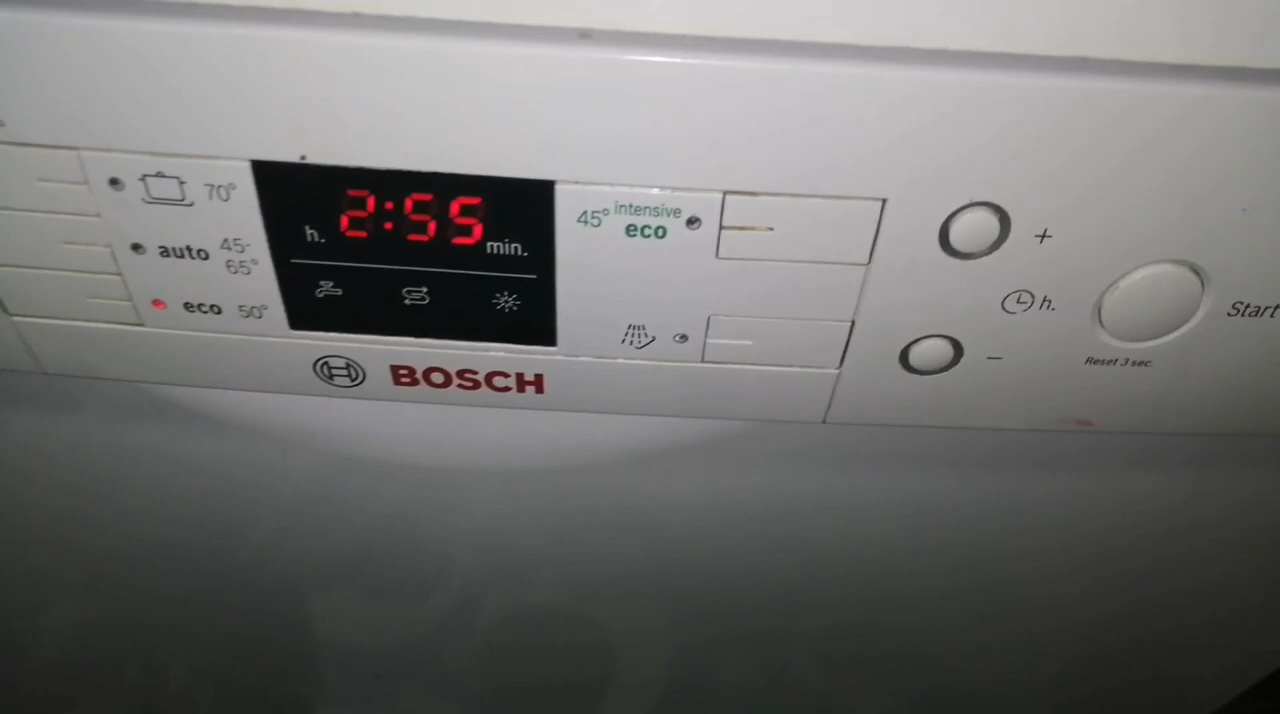 70°
auto 45-
65°
eco 50°
h. 2:55 min.
45° intensive
eco
BOSCH
+
h.
−
Start
Reset 3 sec.